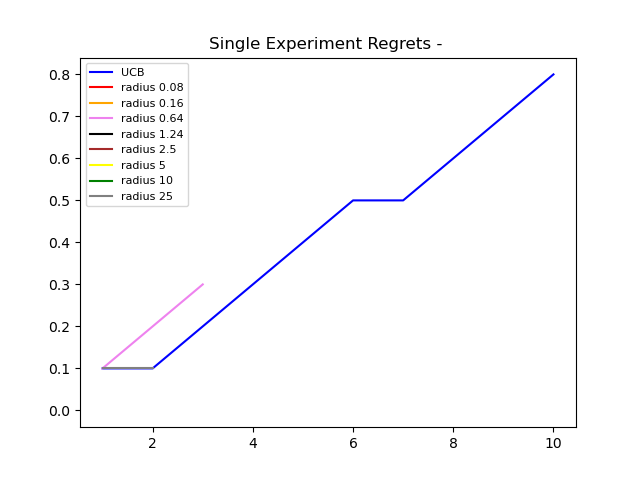 Single Experiment Regrets -
UCB
radius 0.08
radius 0.16
radius 0.64
radius 1.24
radius 2.5
radius 5
radius 10
radius 25
0.8
0.7
0.6
0.5
0.4
0.3
0.2
0.1
0.0
2 4 6 8 10